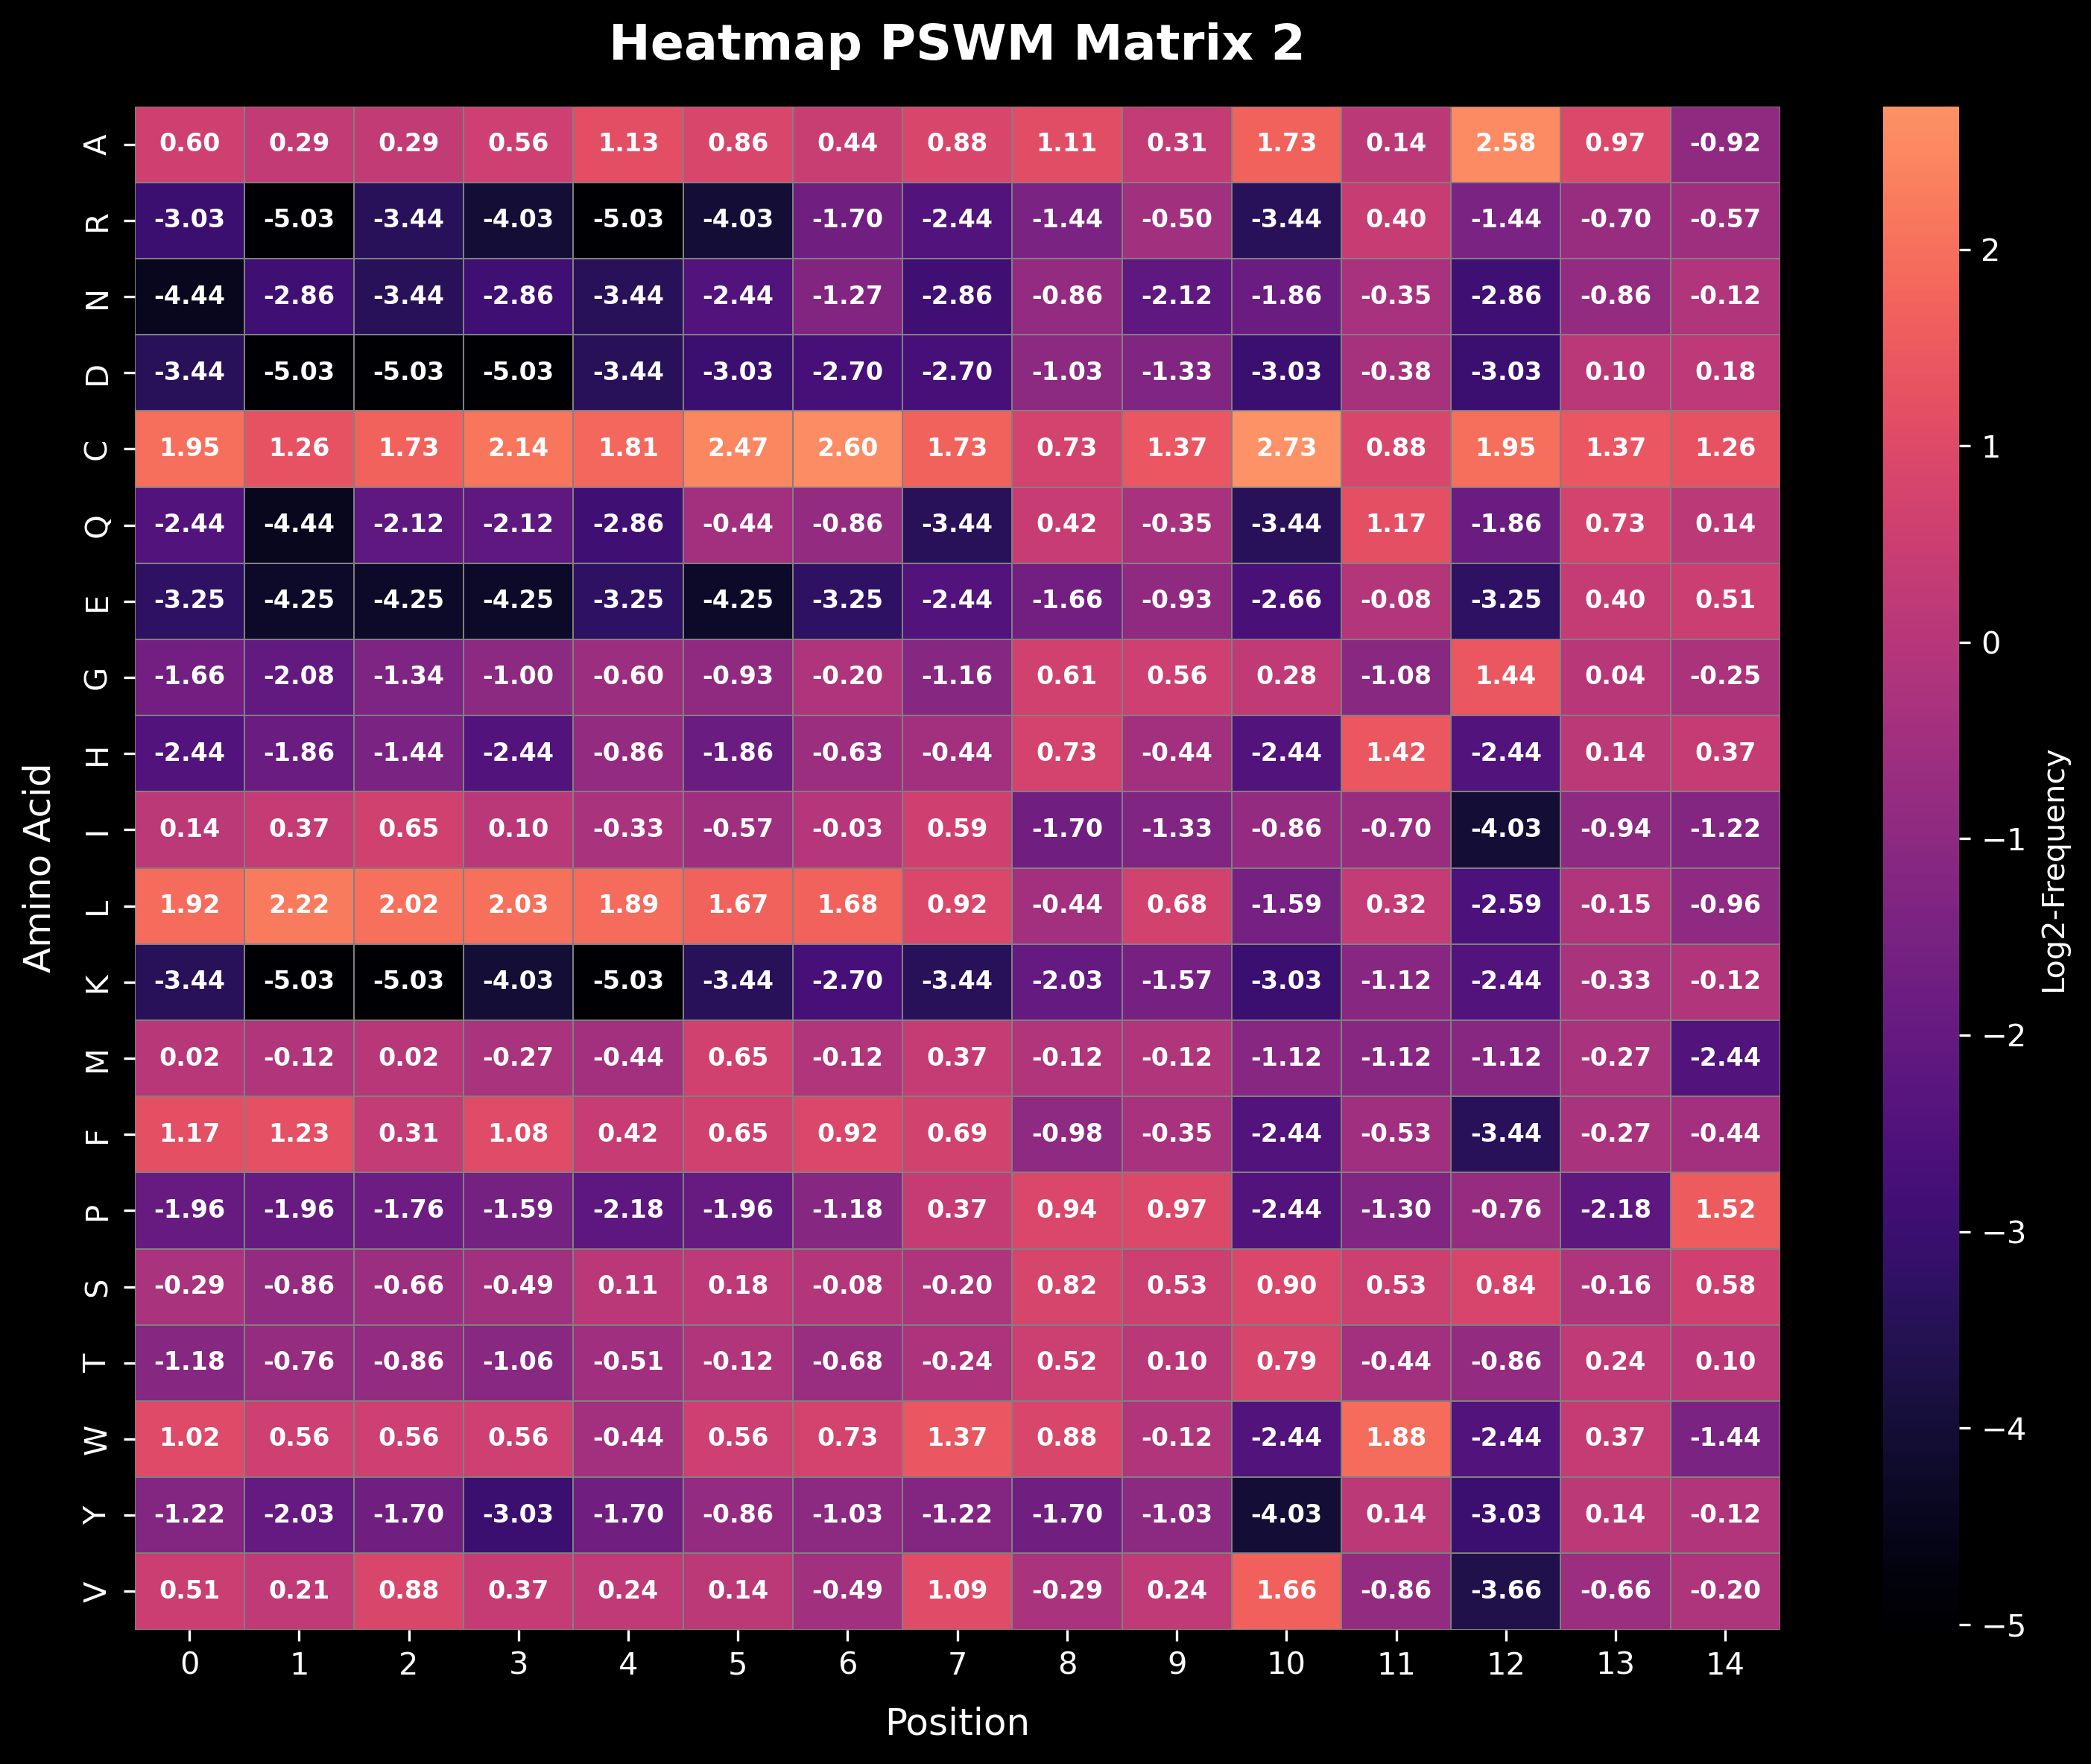 Heatmap PSWM Matrix 2
A 0.60 0.29 0.29 0.56 1.13 0.86 0.44 0.88 1.11 0.31 1.73 0.14 2.58 0.97 -0.92
R -3.03 -5.03 -3.44 -4.03 -5.03 -4.03 -1.70 -2.44 -1.44 -0.50 -3.44 0.40 -1.44 -0.70 -0.57
N -4.44 -2.86 -3.44 -2.86 -3.44 -2.44 -1.27 -2.86 -0.86 -2.12 -1.86 -0.35 -2.86 -0.86 -0.12
D -3.44 -5.03 -5.03 -5.03 -3.44 -3.03 -2.70 -2.70 -1.03 -1.33 -3.03 -0.38 -3.03 0.10 0.18
C 1.95 1.26 1.73 2.14 1.81 2.47 2.60 1.73 0.73 1.37 2.73 0.88 1.95 1.37 1.26
Q -2.44 -4.44 -2.12 -2.12 -2.86 -0.44 -0.86 -3.44 0.42 -0.35 -3.44 1.17 -1.86 0.73 0.14
E -3.25 -4.25 -4.25 -4.25 -3.25 -4.25 -3.25 -2.44 -1.66 -0.93 -2.66 -0.08 -3.25 0.40 0.51
G -1.66 -2.08 -1.34 -1.00 -0.60 -0.93 -0.20 -1.16 0.61 0.56 0.28 -1.08 1.44 0.04 -0.25
H -2.44 -1.86 -1.44 -2.44 -0.86 -1.86 -0.63 -0.44 0.73 -0.44 -2.44 1.42 -2.44 0.14 0.37
I 0.14 0.37 0.65 0.10 -0.33 -0.57 -0.03 0.59 -1.70 -1.33 -0.86 -0.70 -4.03 -0.94 -1.22
L 1.92 2.22 2.02 2.03 1.89 1.67 1.68 0.92 -0.44 0.68 -1.59 0.32 -2.59 -0.15 -0.96
K -3.44 -5.03 -5.03 -4.03 -5.03 -3.44 -2.70 -3.44 -2.03 -1.57 -3.03 -1.12 -2.44 -0.33 -0.12
M 0.02 -0.12 0.02 -0.27 -0.44 0.65 -0.12 0.37 -0.12 -0.12 -1.12 -1.12 -1.12 -0.27 -2.44
F 1.17 1.23 0.31 1.08 0.42 0.65 0.92 0.69 -0.98 -0.35 -2.44 -0.53 -3.44 -0.27 -0.44
P -1.96 -1.96 -1.76 -1.59 -2.18 -1.96 -1.18 0.37 0.94 0.97 -2.44 -1.30 -0.76 -2.18 1.52
S -0.29 -0.86 -0.66 -0.49 0.11 0.18 -0.08 -0.20 0.82 0.53 0.90 0.53 0.84 -0.16 0.58
T -1.18 -0.76 -0.86 -1.06 -0.51 -0.12 -0.68 -0.24 0.52 0.10 0.79 -0.44 -0.86 0.24 0.10
W 1.02 0.56 0.56 0.56 -0.44 0.56 0.73 1.37 0.88 -0.12 -2.44 1.88 -2.44 0.37 -1.44
Y -1.22 -2.03 -1.70 -3.03 -1.70 -0.86 -1.03 -1.22 -1.70 -1.03 -4.03 0.14 -3.03 0.14 -0.12
V 0.51 0.21 0.88 0.37 0.24 0.14 -0.49 1.09 -0.29 0.24 1.66 -0.86 -3.66 -0.66 -0.20
0 1 2 3 4 5 6 7 8 9 10 11 12 13 14
Position
Amino Acid
2
1
0
−1
−2
−3
−4
−5
Log2-Frequency